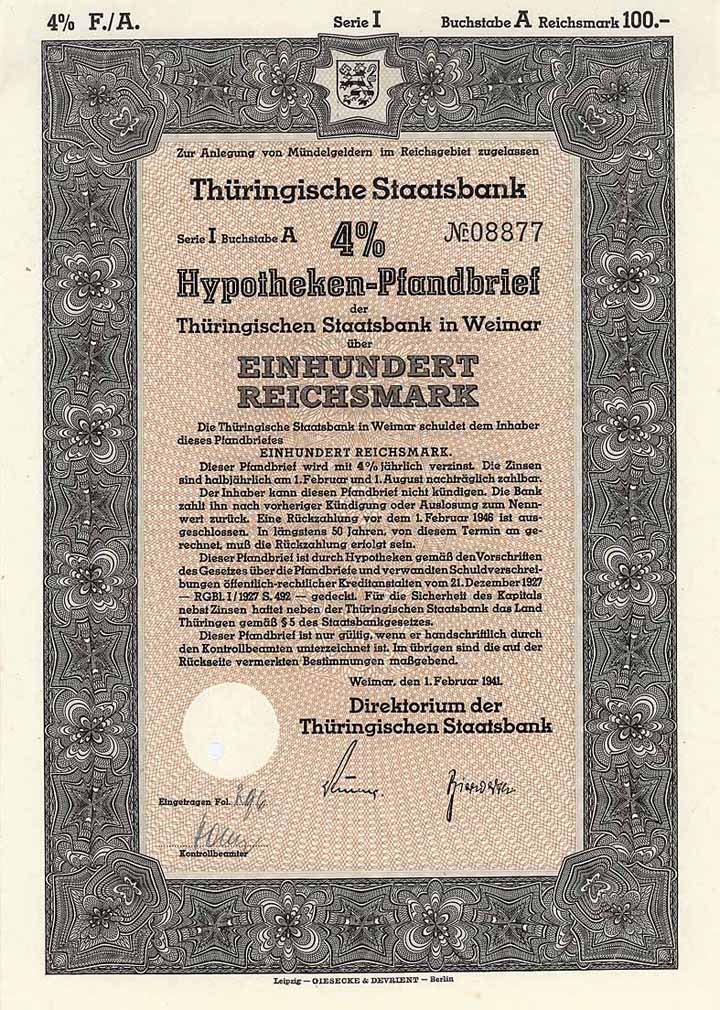 4% F./A. Serie I Buchstabe A Reichsmark 100.-
Zur Anlegung von Mündelgeldern im Reichsgebiet zugelassen
Thüringische Staatsbank
Serie I Buchstabe A 4% № 08877
Hypotheken-Pfandbrief
der
Thüringischen Staatsbank in Weimar
über
EINHUNDERT
REICHSMARK
Die Thüringische Staatsbank in Weimar schuldet dem Inhaber
dieses Pfandbriefes
EINHUNDERT REICHSMARK.
Dieser Pfandbrief wird mit 4% jährlich verzinst. Die Zinsen
sind halbjährlich am 1. Februar und 1. August nachträglich zahlbar.
Der Inhaber kann diesen Pfandbrief nicht kündigen. Die Bank
zahlt ihn nach vorheriger Kündigung oder Auslosung zum Nenn-
wert zurück. Eine Rückzahlung vor dem 1. Februar 1946 ist aus-
geschlossen. In längstens 50 Jahren, von diesem Termin an ge-
rechnet, muß die Rückzahlung erfolgt sein.
Dieser Pfandbrief ist durch Hypotheken gemäß den Vorschriften
des Gesetzes über die Pfandbriefe und verwandten Schuldverschrei-
bungen öffentlich-rechtlicher Kreditanstalten vom 21. Dezember 1927
— RGBl. I/1927 S. 492 — gedeckt. Für die Sicherheit des Kapitals
nebst Zinsen haftet neben der Thüringischen Staatsbank das Land
Thüringen gemäß § 5 des Staatsbankgesetzes.
Dieser Pfandbrief ist nur gültig, wenn er handschriftlich durch
den Kontrollbeamten unterzeichnet ist. Im übrigen sind die auf der
Rückseite vermerkten Bestimmungen maßgebend.
Weimar, den 1. Februar 1941.
Direktorium der
Thüringischen Staatsbank
Eingetragen Fol.
Kontrollbeamter
Leipzig — GIESECKE & DEVRIENT — Berlin